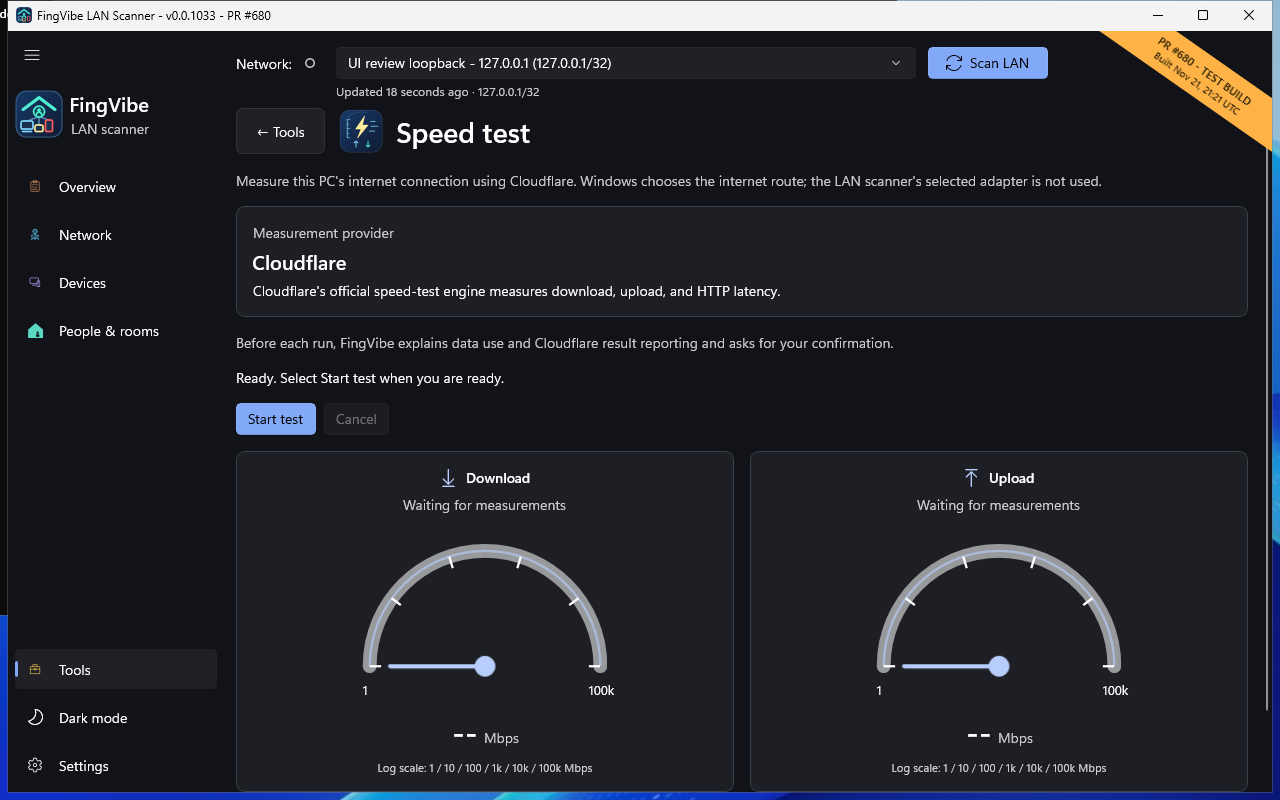 FingVibe LAN Scanner - v0.0.1033 - PR #680
Network:
UI review loopback - 127.0.0.1 (127.0.0.1/32)
Scan LAN
PR #680 - TEST BUILD
Built Nov 21, 21:21 UTC
Updated 18 seconds ago · 127.0.0.1/32
FingVibe
LAN scanner
← Tools
Speed test
Overview
Network
Devices
People & rooms
Measure this PC's internet connection using Cloudflare. Windows chooses the internet route; the LAN scanner's selected adapter is not used.
Measurement provider
Cloudflare
Cloudflare's official speed-test engine measures download, upload, and HTTP latency.
Before each run, FingVibe explains data use and Cloudflare result reporting and asks for your confirmation.
Ready. Select Start test when you are ready.
Start test
Cancel
Download
Waiting for measurements
1
100k
-- Mbps
Log scale: 1 / 10 / 100 / 1k / 10k / 100k Mbps
Upload
Waiting for measurements
1
100k
-- Mbps
Log scale: 1 / 10 / 100 / 1k / 10k / 100k Mbps
Tools
Dark mode
Settings